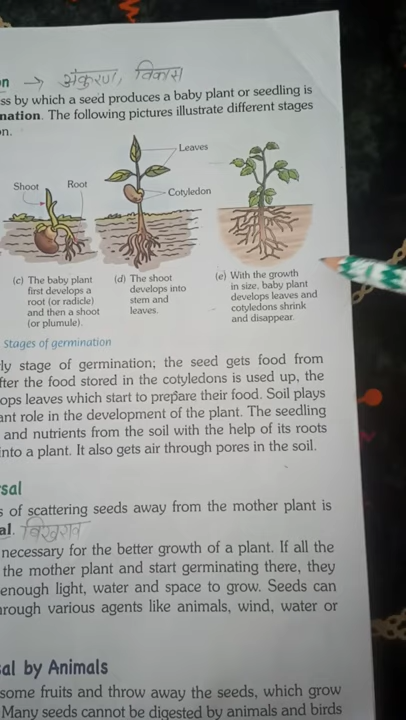 on → अंकुरण, विकास
ss by which a seed produces a baby plant or seedling is
nation. The following pictures illustrate different stages
on.
Leaves
Shoot Root
Cotyledon
(c) The baby plant
first develops a
root (or radicle)
and then a shoot
(or plumule).
(d) The shoot
develops into
stem and
leaves.
(e) With the growth
in size, baby plant
develops leaves and
cotyledons shrink
and disappear.
Stages of germination
ly stage of germination; the seed gets food from
fter the food stored in the cotyledons is used up, the
ops leaves which start to prepare their food. Soil plays
ant role in the development of the plant. The seedling
and nutrients from the soil with the help of its roots
into a plant. It also gets air through pores in the soil.
rsal
s of scattering seeds away from the mother plant is
al. बिखराव
necessary for the better growth of a plant. If all the
the mother plant and start germinating there, they
enough light, water and space to grow. Seeds can
hrough various agents like animals, wind, water or
sal by Animals
some fruits and throw away the seeds, which grow
Many seeds cannot be digested by animals and birds